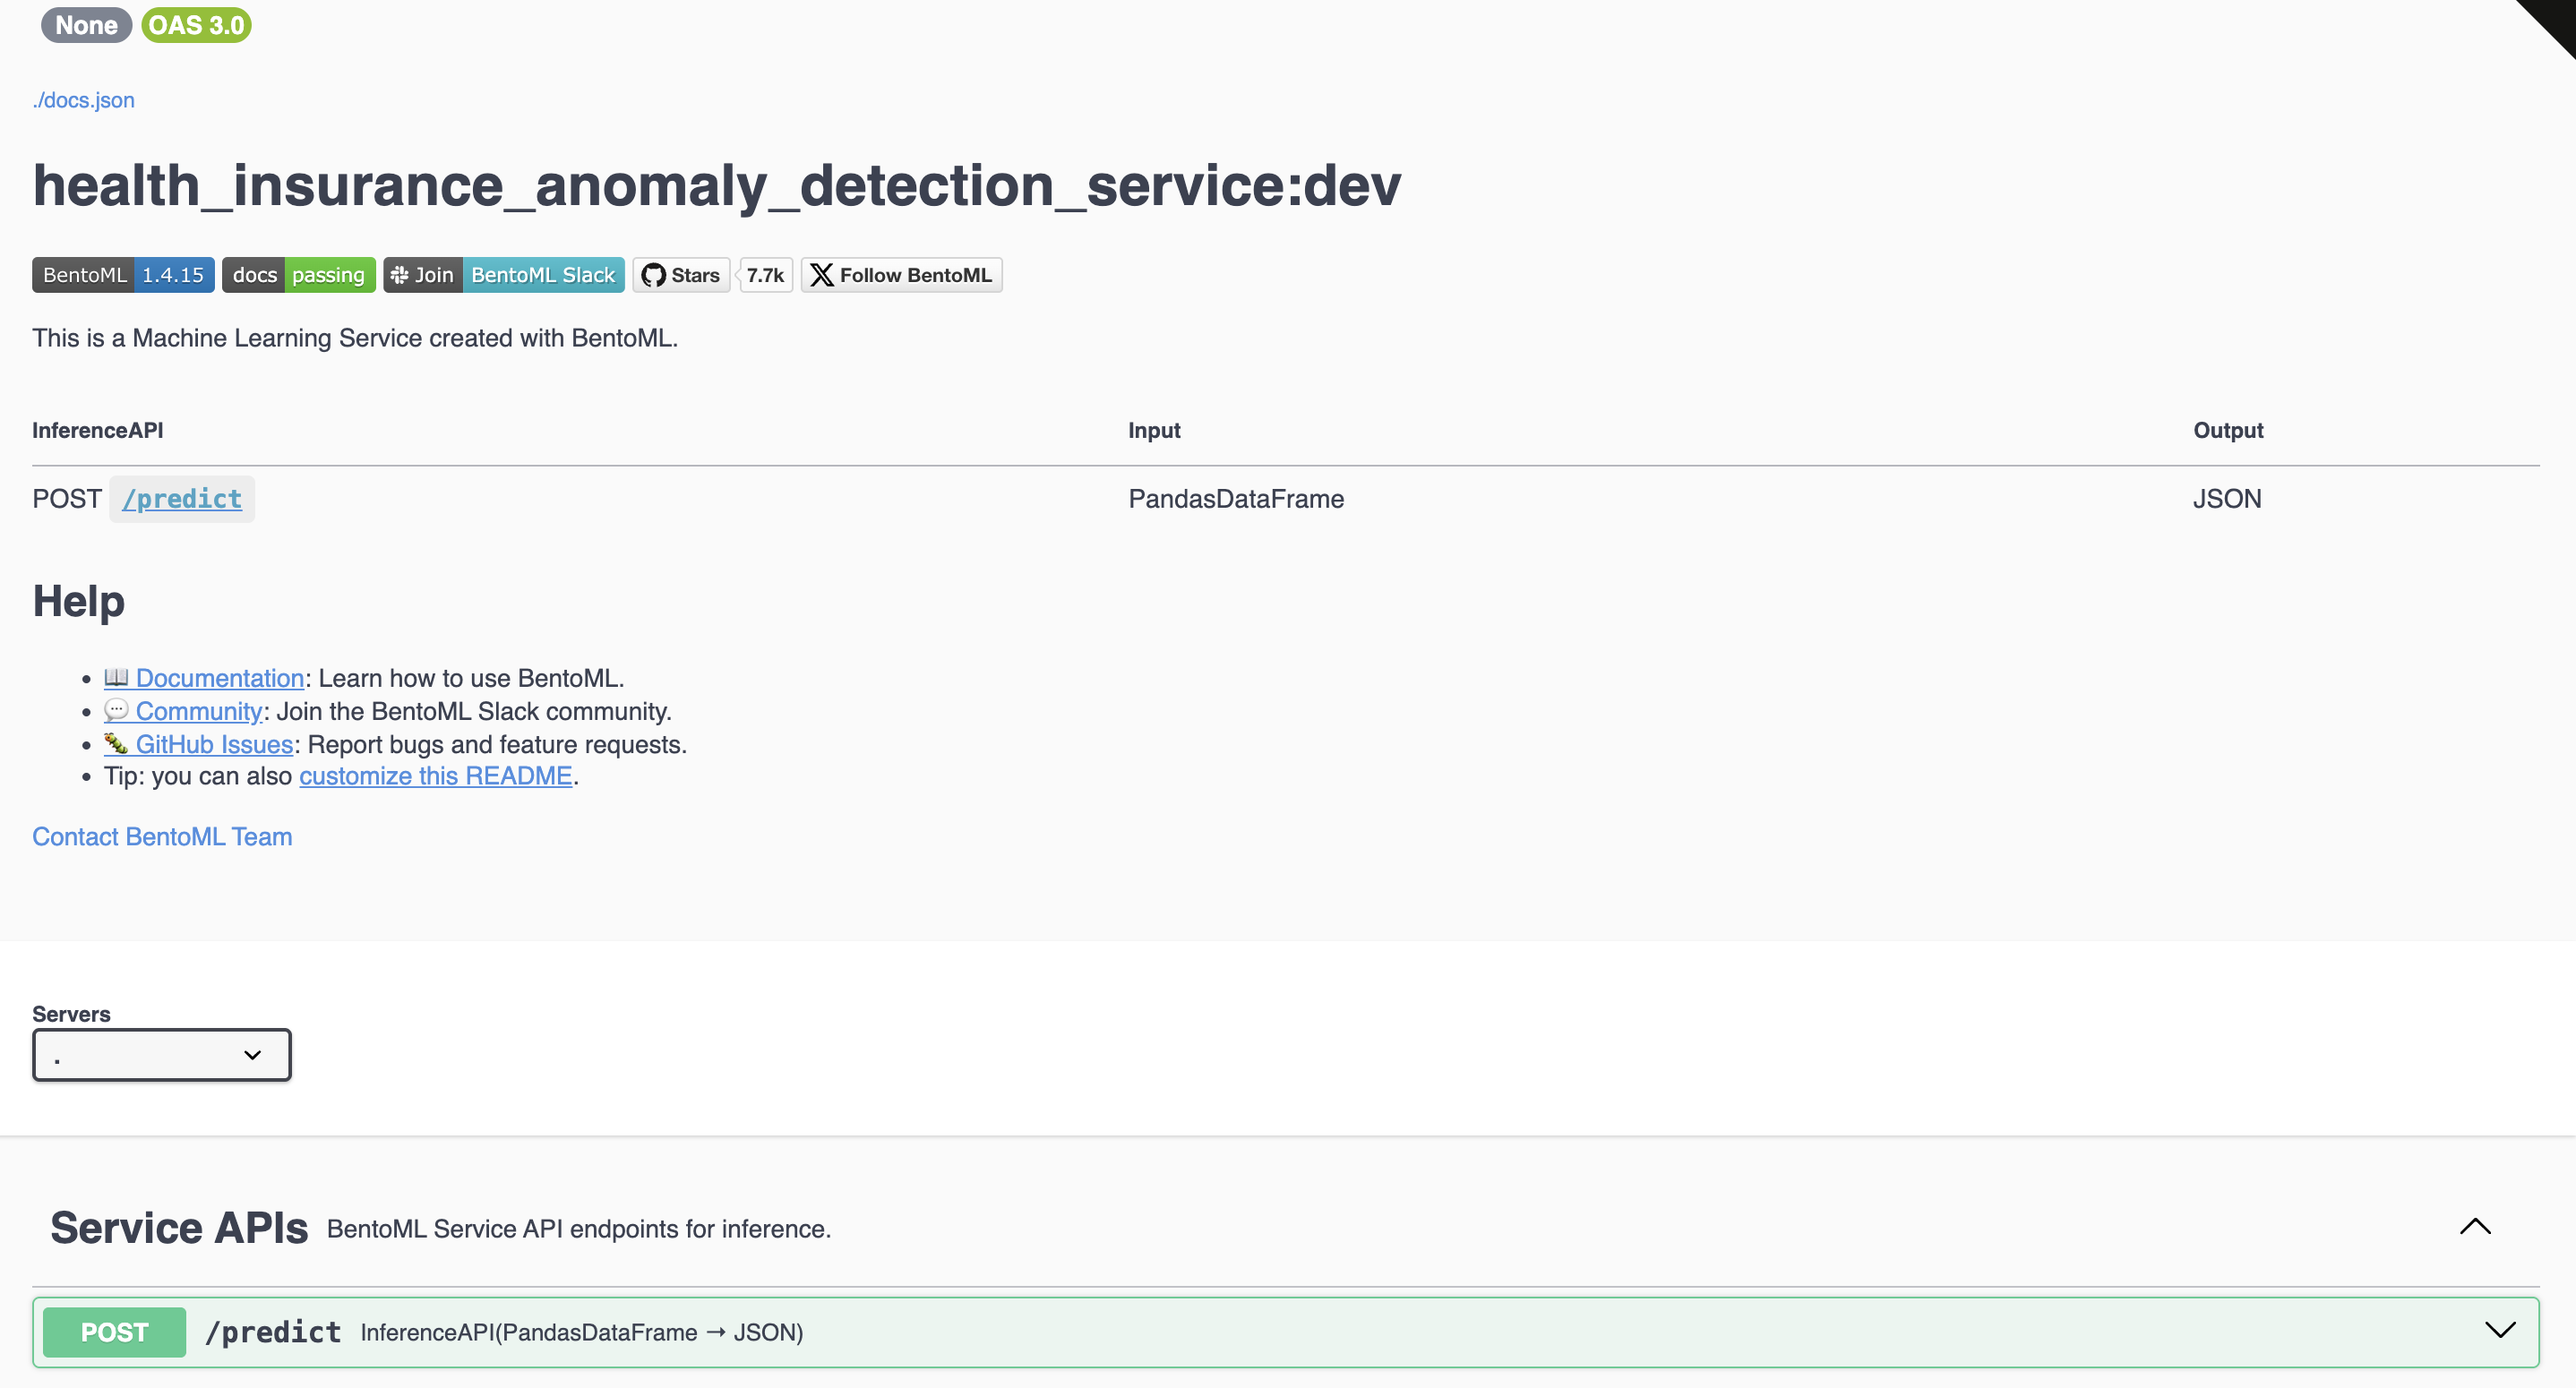 None OAS 3.0
./docs.json
health_insurance_anomaly_detection_service:dev
BentoML 1.4.15 docs passing Join BentoML Slack Stars 7.7k Follow BentoML
This is a Machine Learning Service created with BentoML.
InferenceAPI Input Output
POST /predict PandasDataFrame JSON
Help
• 📖 Documentation: Learn how to use BentoML.
• 💬 Community: Join the BentoML Slack community.
• 🐛 GitHub Issues: Report bugs and feature requests.
• Tip: you can also customize this README.
Contact BentoML Team
Servers
.
Service APIs BentoML Service API endpoints for inference.
POST /predict InferenceAPI(PandasDataFrame → JSON)